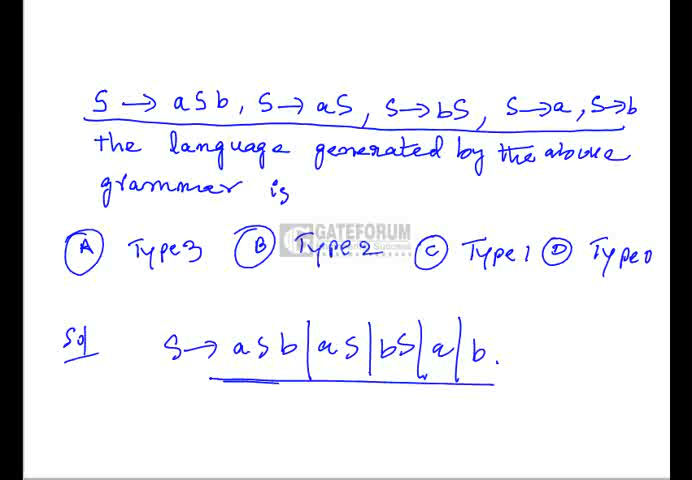 S → aSb, S → aS, S → bS, S → a, S → b
the language generated by the above
grammer is
Ⓐ Type3 Ⓑ Type2 Ⓒ Type1 Ⓓ Type0
GATEFORUM
Sol S → aSb | aS | bS | a | b.